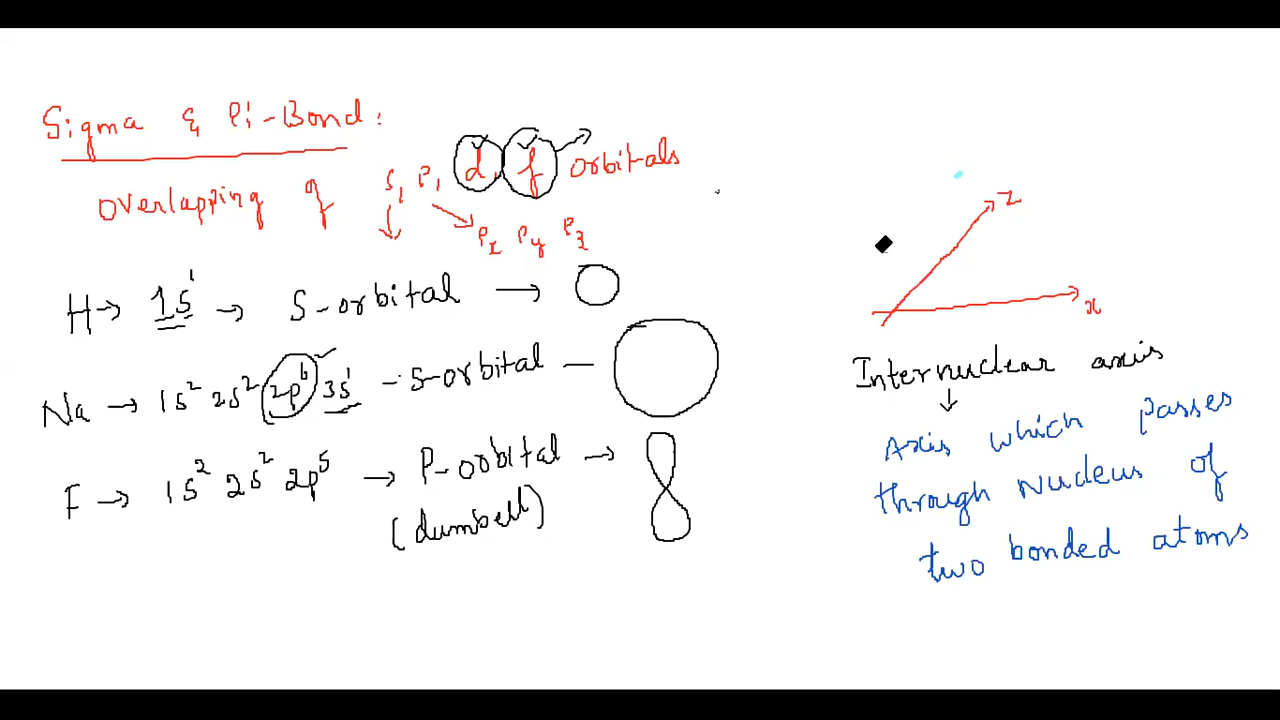 Sigma & Pi-Bond:
Overlapping of s, p, d, f orbitals
Px Py Pz
H → 1s¹ → S-orbital →
Na → 1s² 2s² 2p⁶ 3s¹ - S-orbital -
F → 1s² 2s² 2p⁵ → P-orbital →
(dumbell)
z
x
Internuclear axis
↓
Axis which passes
through Nucleus of
two bonded atoms